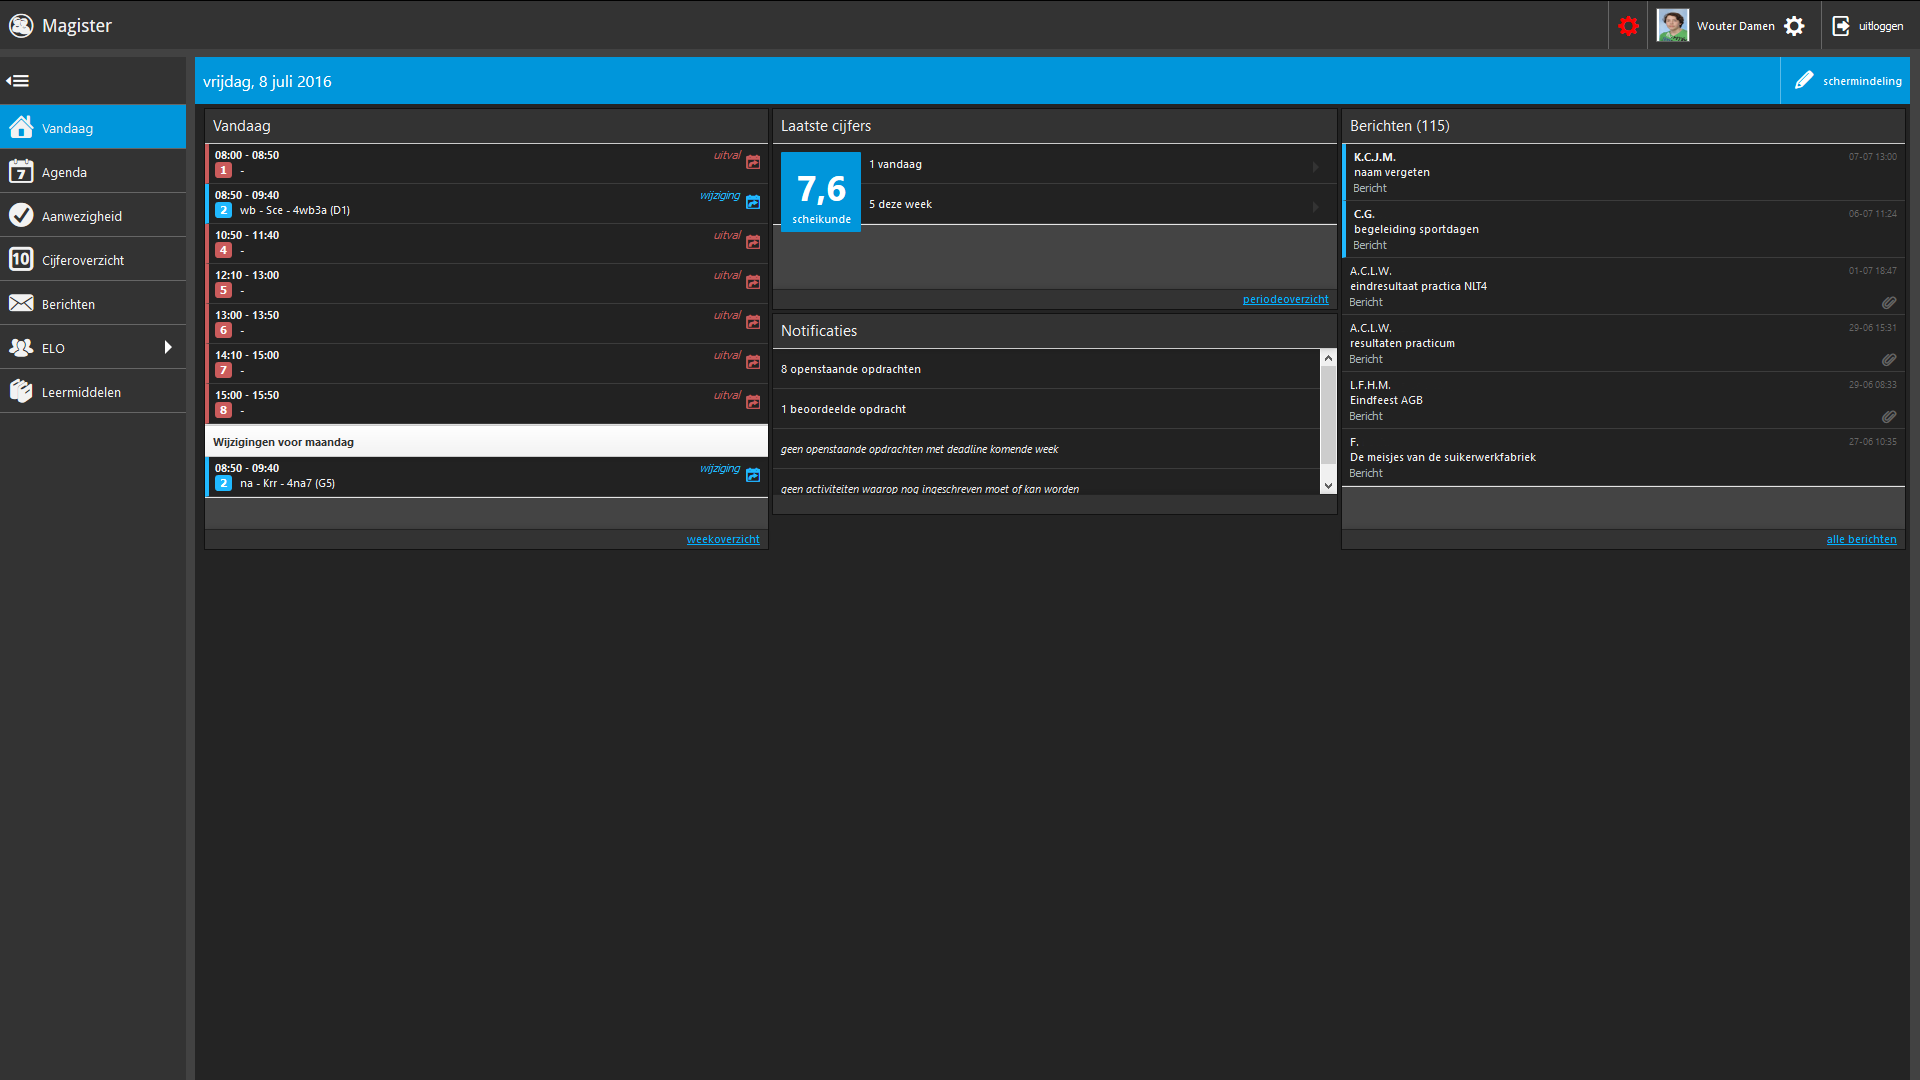 Magister
Wouter Damen
uitloggen
vrijdag, 8 juli 2016
schermindeling
Vandaag
7 Agenda
Aanwezigheid
10 Cijferoverzicht
Berichten
ELO
Leermiddelen
Vandaag
08:00 - 08:50 uitval
1 -
08:50 - 09:40 wijziging
2 wb - Sce - 4wb3a (D1)
10:50 - 11:40 uitval
4 -
12:10 - 13:00 uitval
5 -
13:00 - 13:50 uitval
6 -
14:10 - 15:00 uitval
7 -
15:00 - 15:50 uitval
8 -
Wijzigingen voor maandag
08:50 - 09:40 wijziging
2 na - Krr - 4na7 (G5)
weekoverzicht
Laatste cijfers
7,6
scheikunde
1 vandaag
5 deze week
periodeoverzicht
Notificaties
8 openstaande opdrachten
1 beoordeelde opdracht
geen openstaande opdrachten met deadline komende week
geen activiteiten waarop nog ingeschreven moet of kan worden
Berichten (115)
K.C.J.M. 07-07 13:00
naam vergeten
Bericht
C.G. 06-07 11:24
begeleiding sportdagen
Bericht
A.C.L.W. 01-07 18:47
eindresultaat practica NLT4
Bericht
A.C.L.W. 29-06 15:31
resultaten practicum
Bericht
L.F.H.M. 29-06 08:33
Eindfeest AGB
Bericht
F. 27-06 10:35
De meisjes van de suikerwerkfabriek
Bericht
alle berichten